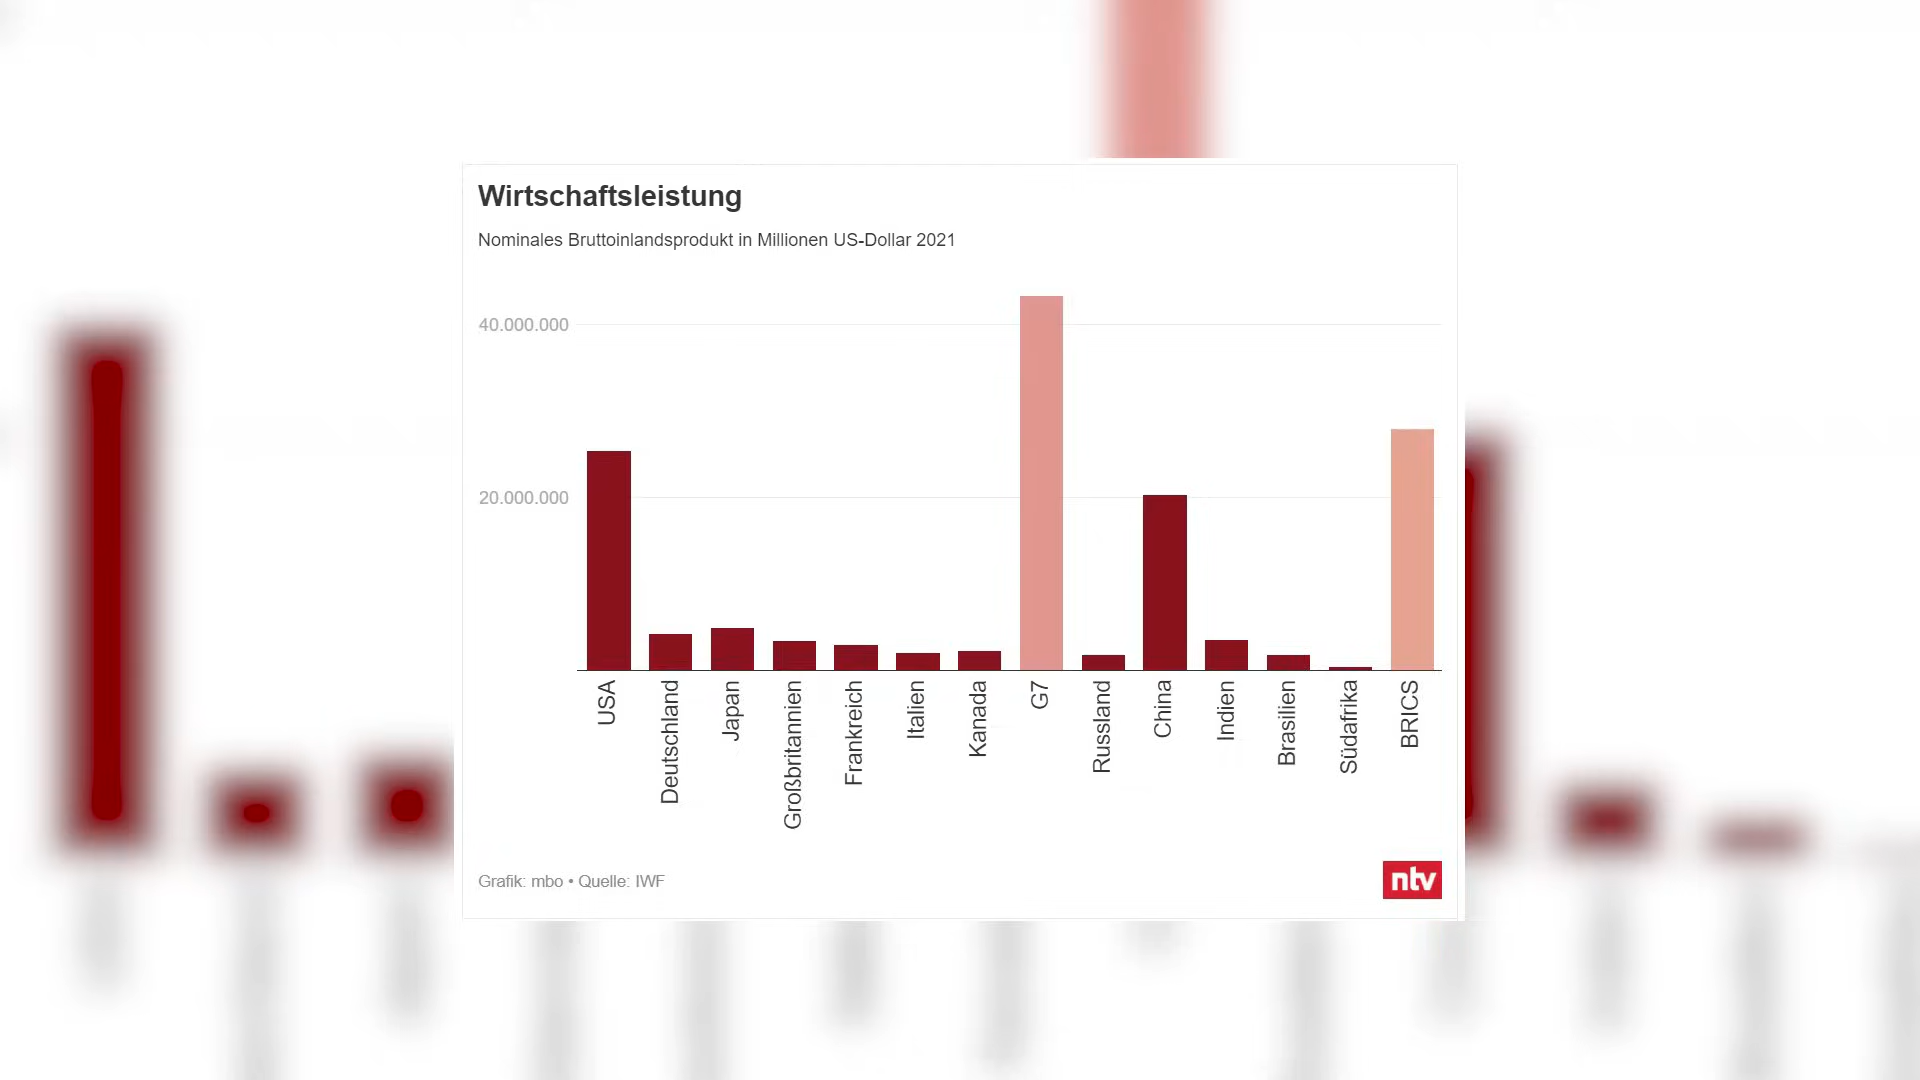 Wirtschaftsleistung
Nominales Bruttoinlandsprodukt in Millionen US-Dollar 2021
40.000.000
20.000.000
USA
Deutschland
Japan
Großbritannien
Frankreich
Italien
Kanada
G7
Russland
China
Indien
Brasilien
Südafrika
BRICS
Grafik: mbo • Quelle: IWF
ntv